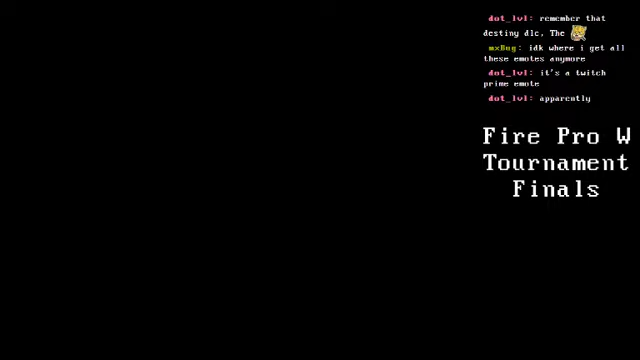 dot_lvl: remember that
destiny dlc, The
mxBug: idk where i get all
these emotes anymore
dot_lvl: it's a twitch
prime emote
dot_lvl: apparently
Fire Pro W
Tournament
Finals